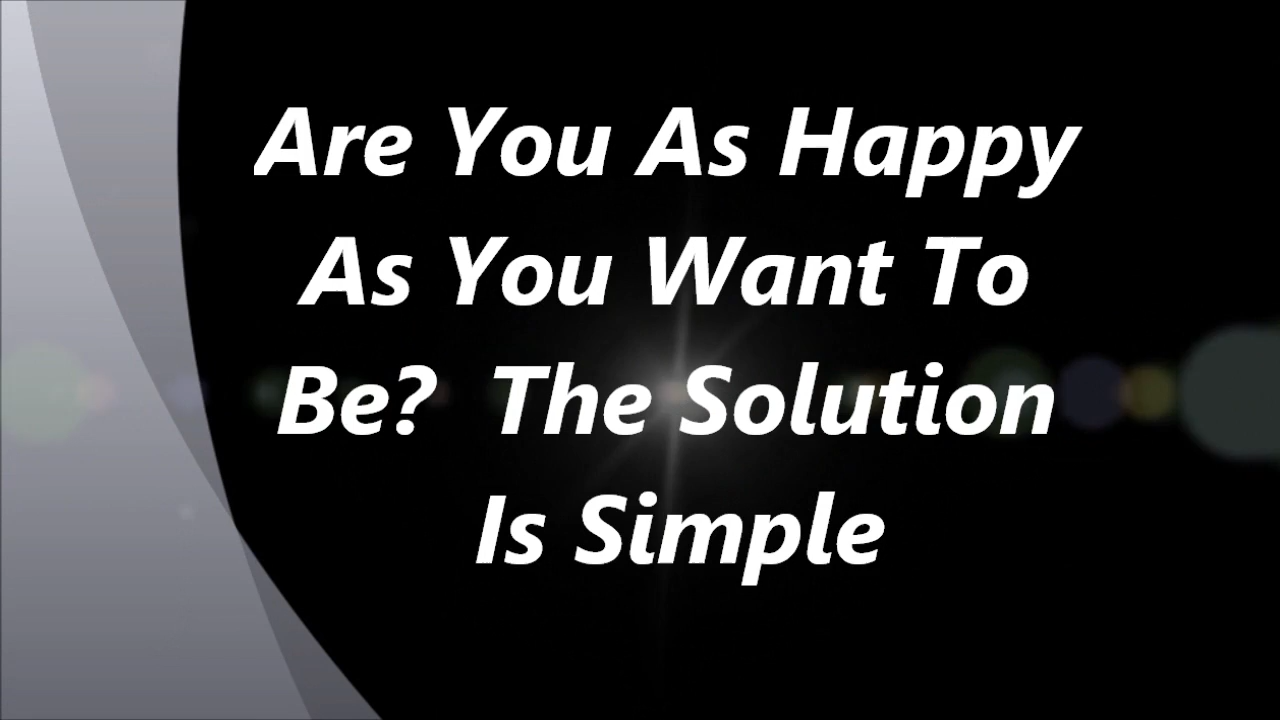 Are You As Happy
As You Want To
Be?  The Solution
Is Simple